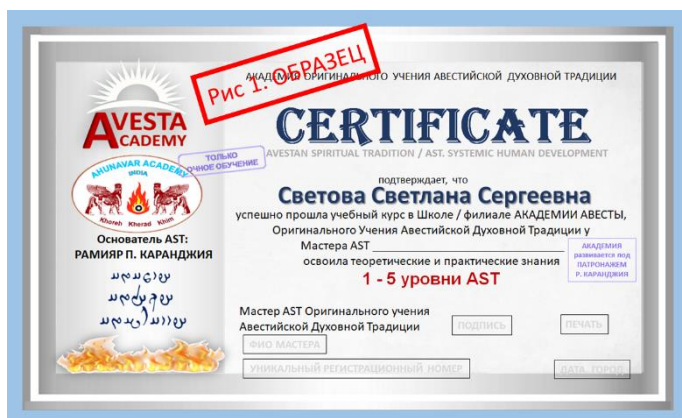 Рис 1. ОБРАЗЕЦ
АКАДЕМИЯ ОРИГИНАЛЬНОГО УЧЕНИЯ АВЕСТИЙСКОЙ ДУХОВНОЙ ТРАДИЦИИ
AVESTA
ACADEMY
CERTIFICATE
AVESTAN SPIRITUAL TRADITION / AST. SYSTEMIC HUMAN DEVELOPMENT
ТОЛЬКО
ОЧНОЕ ОБУЧЕНИЕ
AHUNAVAR ACADEMY
INDIA
Khoreh Kherad Khim
подтверждает, что
Светова Светлана Сергеевна
успешно прошла учебный курс в Школе / филиале АКАДЕМИИ АВЕСТЫ,
Оригинального Учения Авестийской Духовной Традиции у
Мастера AST
освоила теоретические и практические знания
1 - 5 уровни AST
Основатель AST:
РАМИЯР П. КАРАНДЖИЯ
АКАДЕМИЯ
развивается под
ПАТРОНАЖЕМ
Р. КАРАНДЖИЯ
Мастер AST Оригинального учения
Авестийской Духовной Традиции
ПОДПИСЬ
ПЕЧАТЬ
ФИО МАСТЕРА
УНИКАЛЬНЫЙ РЕГИСТРАЦИОННЫЙ НОМЕР
ДАТА ГОРОД